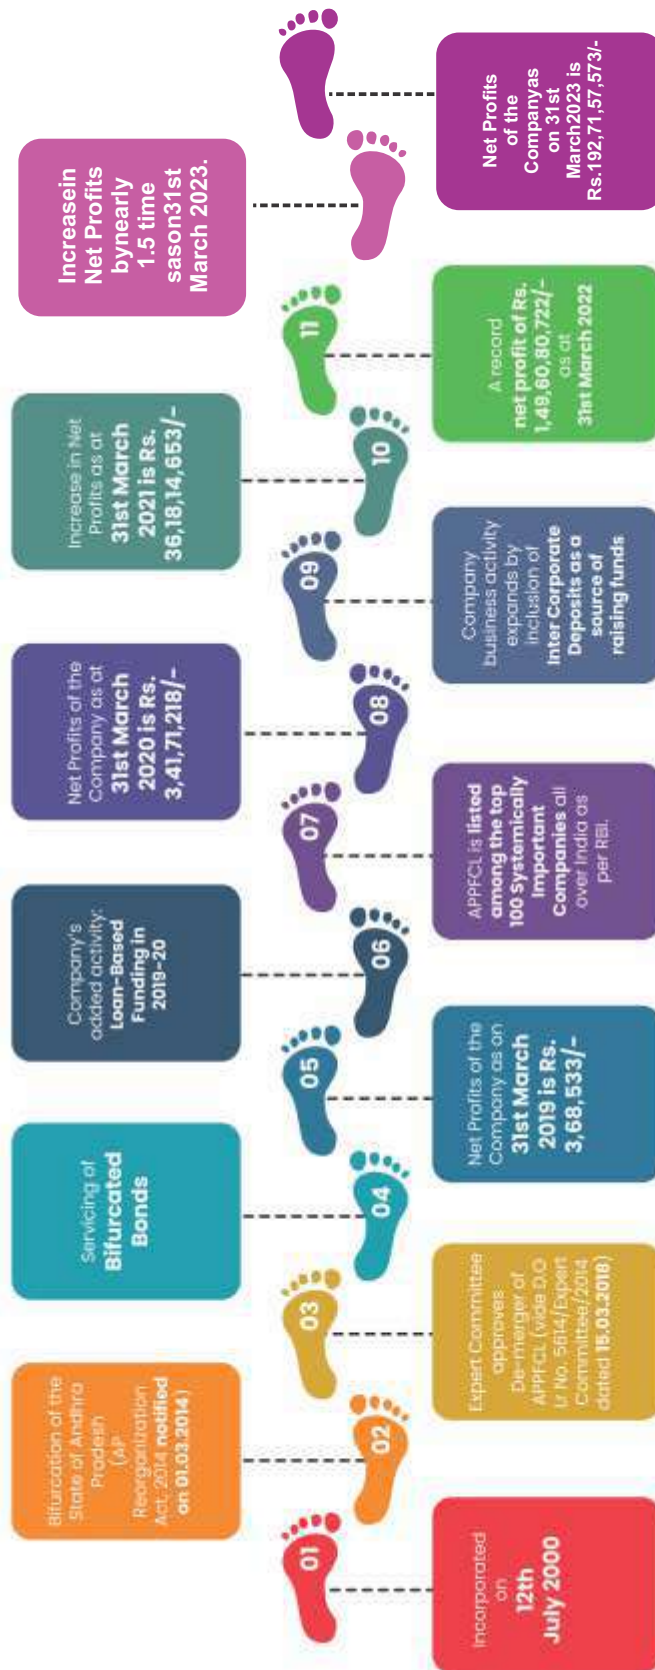 01
Incorporated
on
12th
July 2000
02
Bifurcation of the
State of Andhra
Pradesh
(AP
Reorganization
Act, 2014 notified
on 01.03.2014)
03
Expert Committee
approves
De-merger of
APPFCL (vide D.O
Lr No. 5614/Expert
Committee/2014
dated 15.03.2018)
04
Servicing of
Bifurcated
Bonds
05
Net Profits of the
Company as on
31st March
2019 is Rs.
3,68,533/-
06
Company's
added activity:
Loan-Based
Funding in
2019-20
07
APPFCL is listed
among the top
100 Systemically
Important
Companies all
over India as
per RBI.
08
Net Profits of the
Company as at
31st March
2020 is Rs.
3,41,71,218/-
09
Company
business activity
expands by
inclusion of
Inter Corporate
Deposits as a
source of
raising funds
10
Increase in Net
Profits as at
31st March
2021 is Rs.
36,18,14,653/-
11
A record
net profit of Rs.
1,49,60,80,722/-
as at
31st March 2022
Increasein
Net Profits
bynearly
1.5 time
sason31st
March 2023.
Net Profits
of the
Companyas
on 31st
March2023 is
Rs.192,71,57,573/-